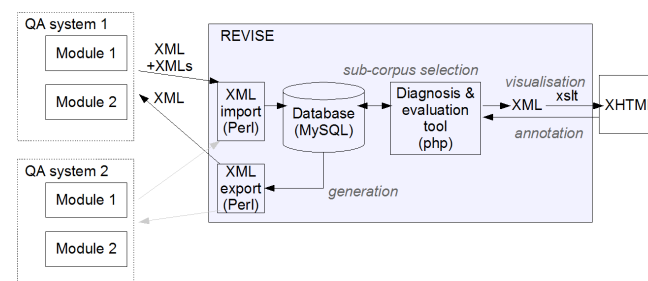 QA system 1
Module 1
Module 2
XML
+XMLs
XML
QA system 2
Module 1
Module 2
REVISE
XML
import
(Perl)
Database
(MySQL)
sub-corpus selection
Diagnosis &
evaluation
tool
(php)
visualisation
XML
xslt
XHTML
annotation
XML
export
(Perl)
generation